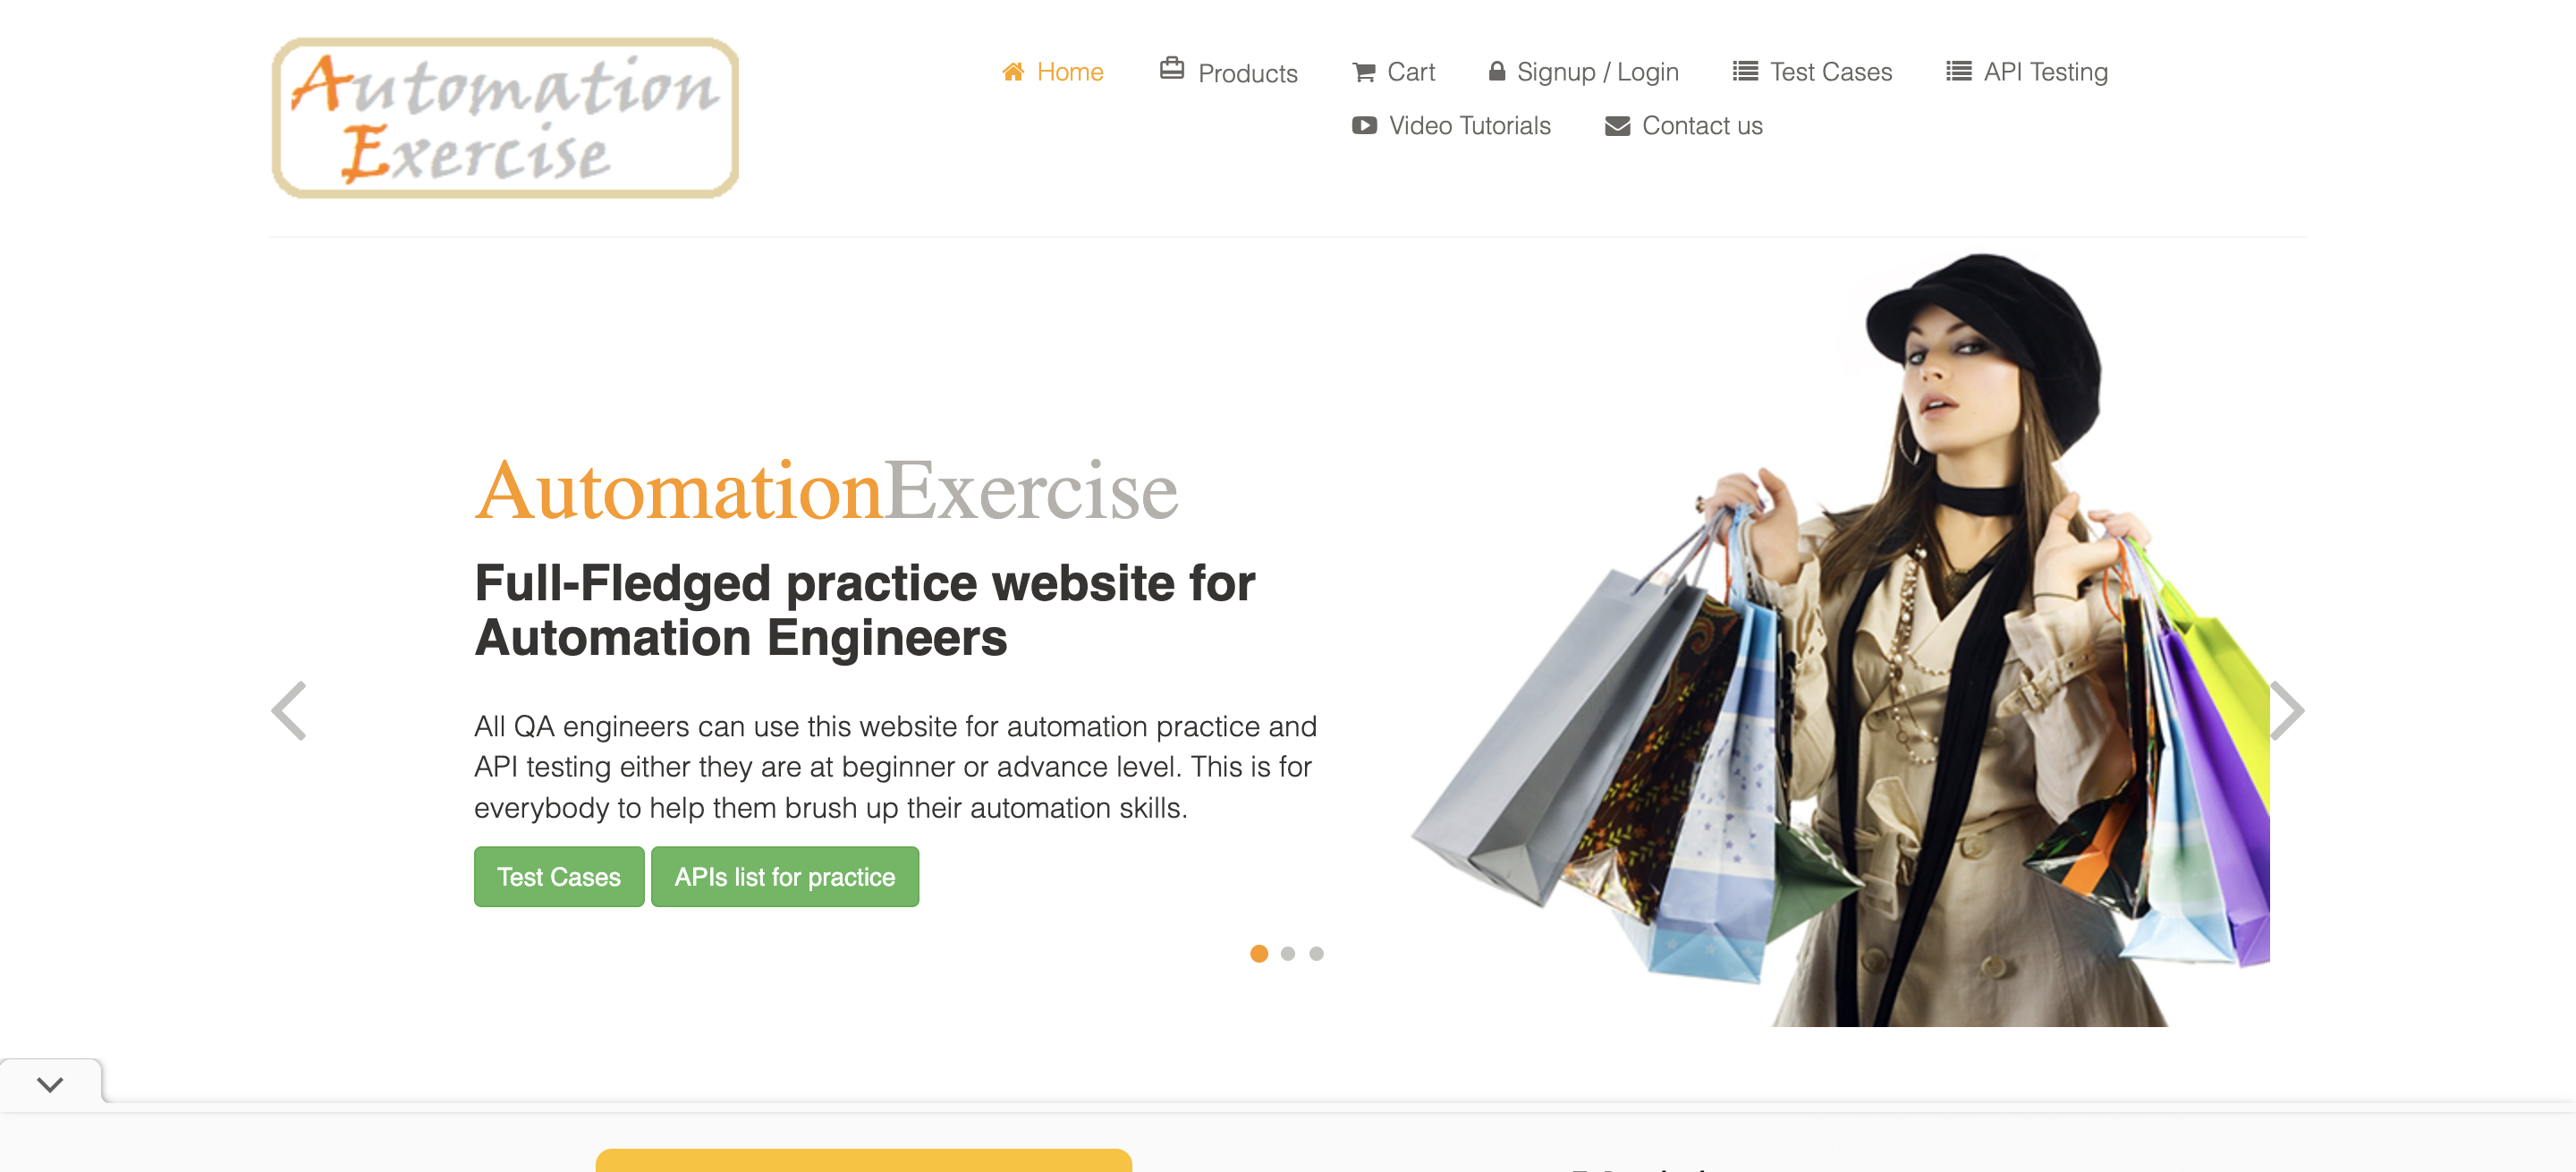 Automation
Exercise
Home Products Cart Signup / Login Test Cases API Testing
Video Tutorials Contact us
AutomationExercise
Full-Fledged practice website for
Automation Engineers
All QA engineers can use this website for automation practice and
API testing either they are at beginner or advance level. This is for
everybody to help them brush up their automation skills.
Test Cases APIs list for practice